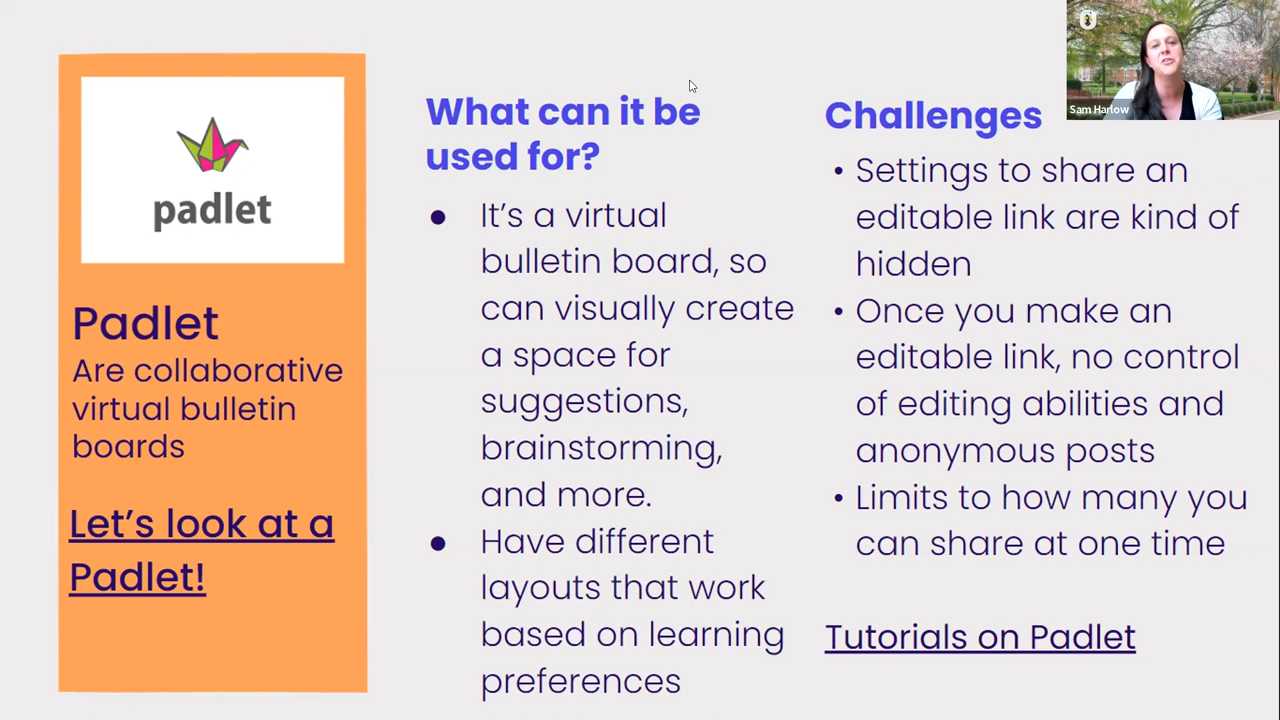 padlet
Padlet
Are collaborative
virtual bulletin
boards
Let's look at a
Padlet!
What can it be
used for?
● It's a virtual
bulletin board, so
can visually create
a space for
suggestions,
brainstorming,
and more.
● Have different
layouts that work
based on learning
preferences
Challenges
• Settings to share an
editable link are kind of
hidden
• Once you make an
editable link, no control
of editing abilities and
anonymous posts
• Limits to how many you
can share at one time
Tutorials on Padlet
Sam Harlow